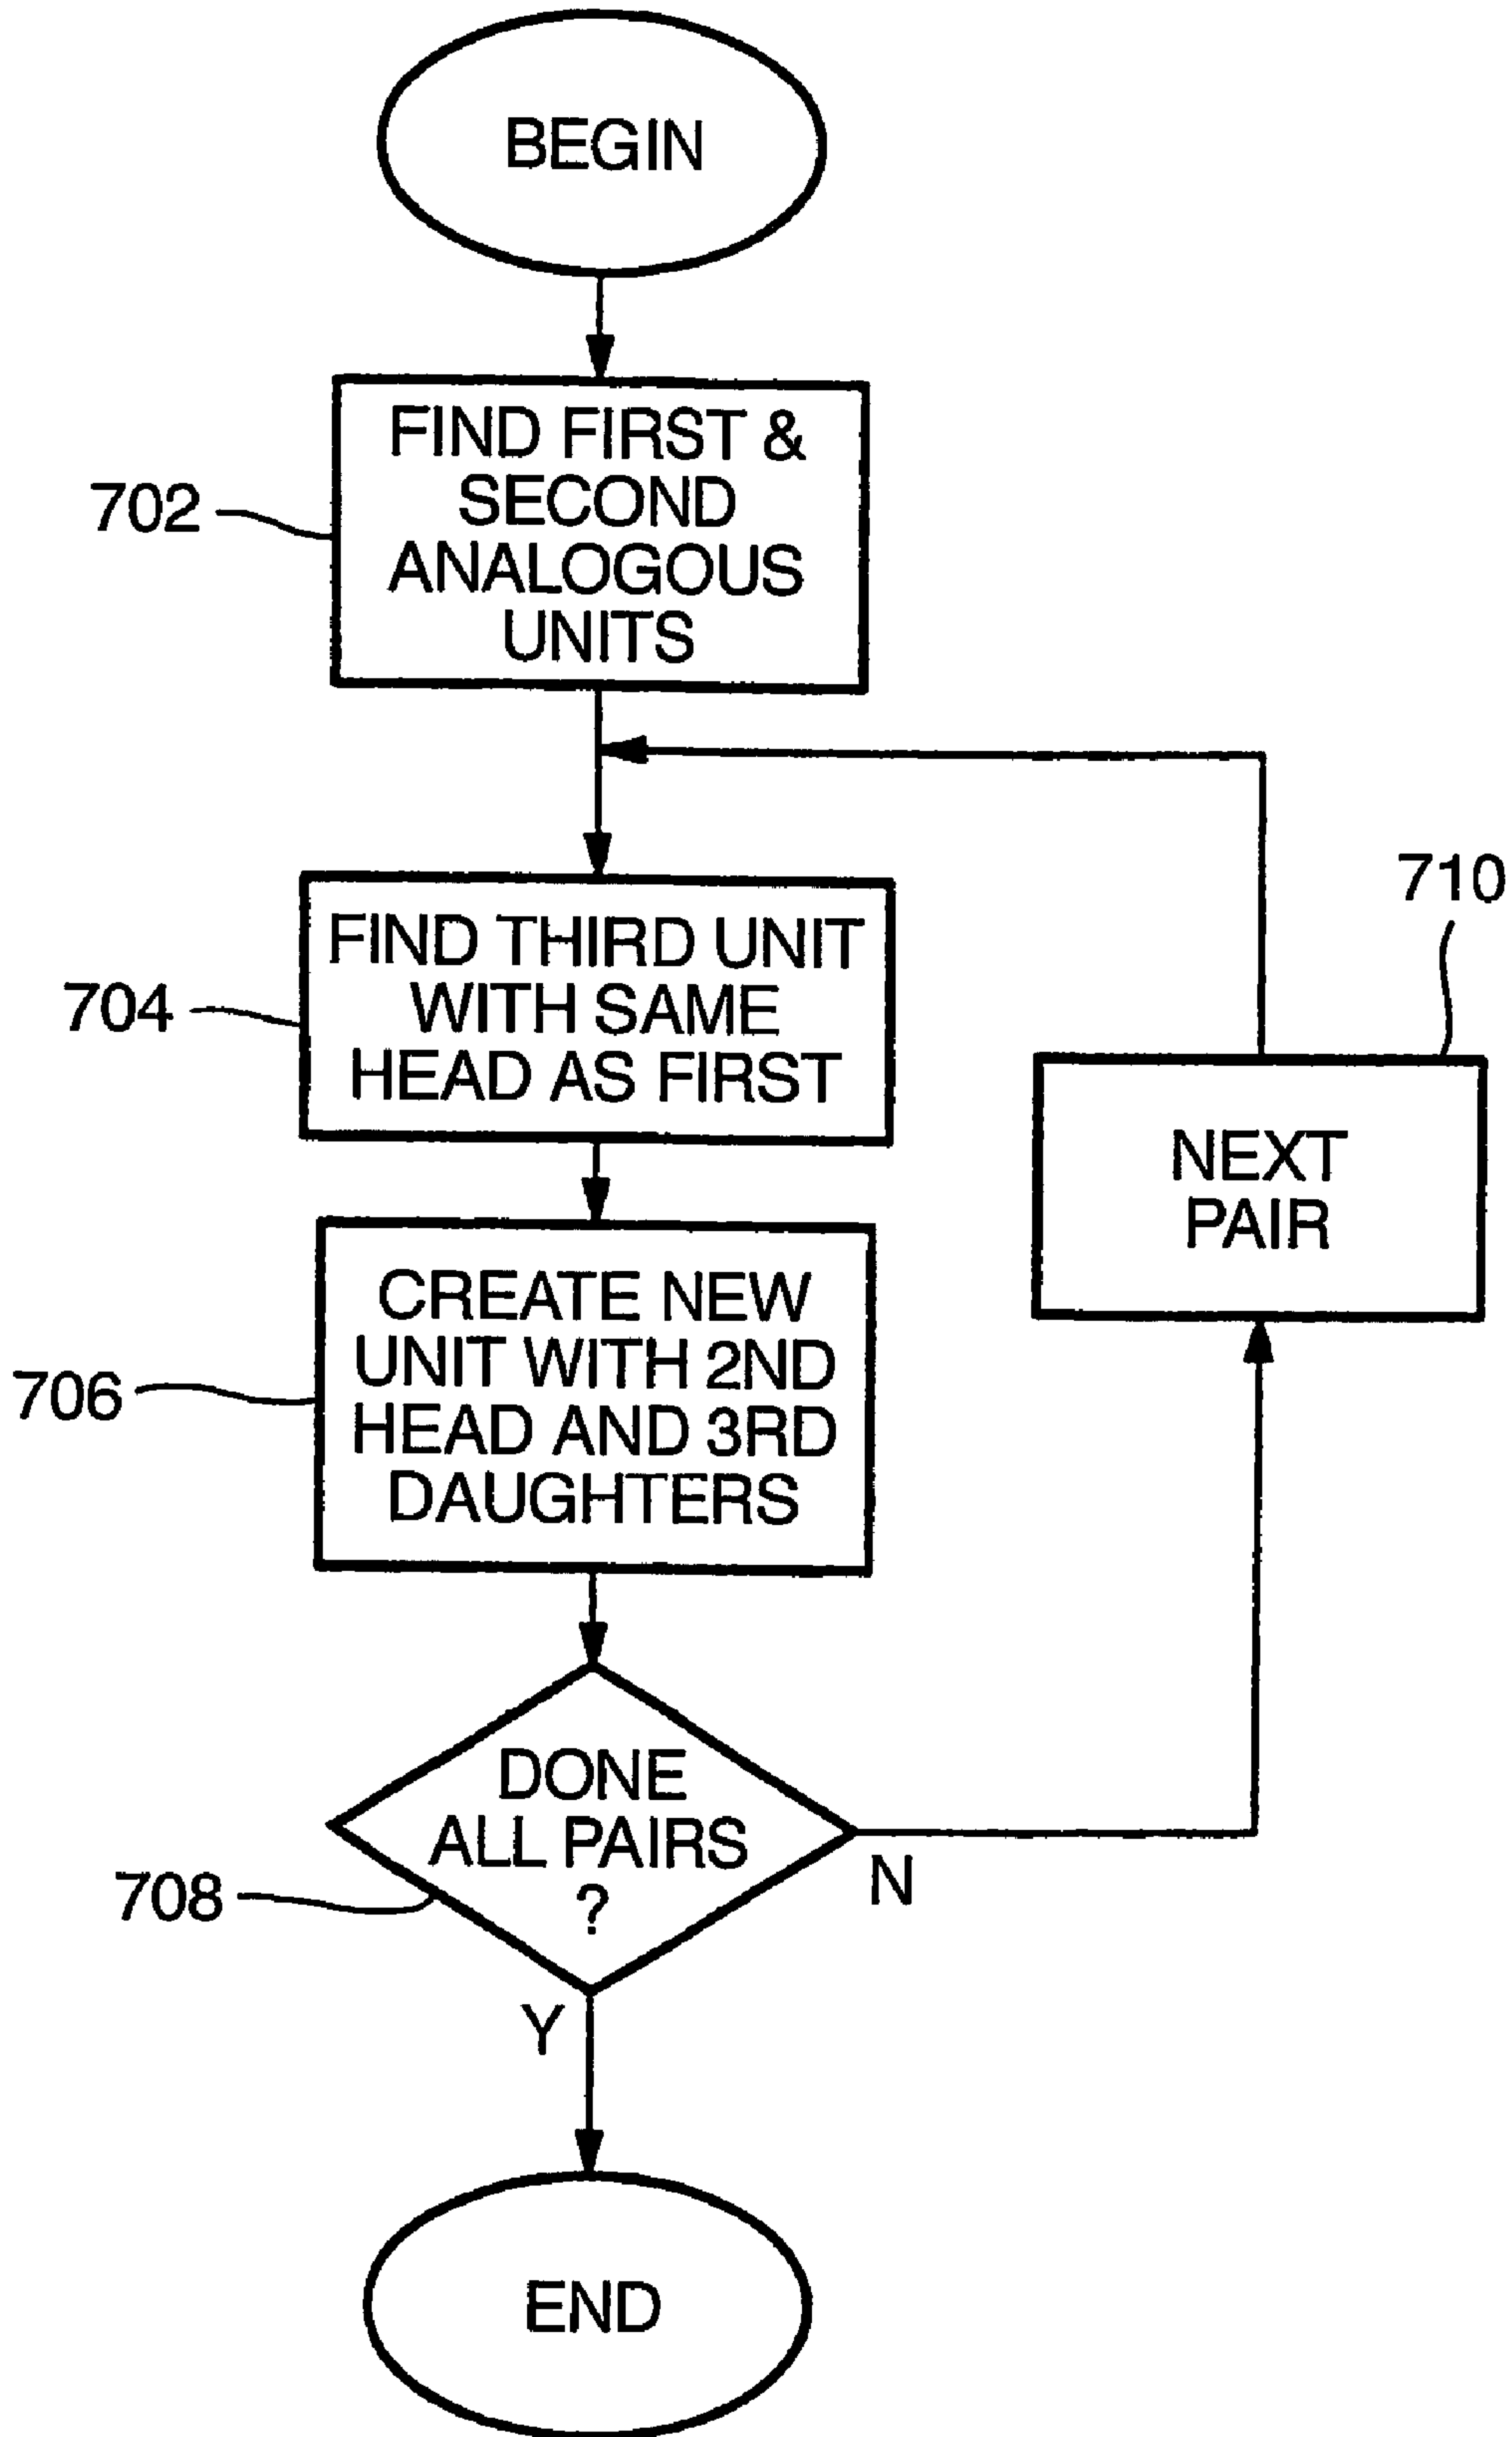 BEGIN
702
FIND FIRST &
SECOND
ANALOGOUS
UNITS
704
FIND THIRD UNIT
WITH SAME
HEAD AS FIRST
710
NEXT
PAIR
706
CREATE NEW
UNIT WITH 2ND
HEAD AND 3RD
DAUGHTERS
708
DONE
ALL PAIRS
?
N
Y
END